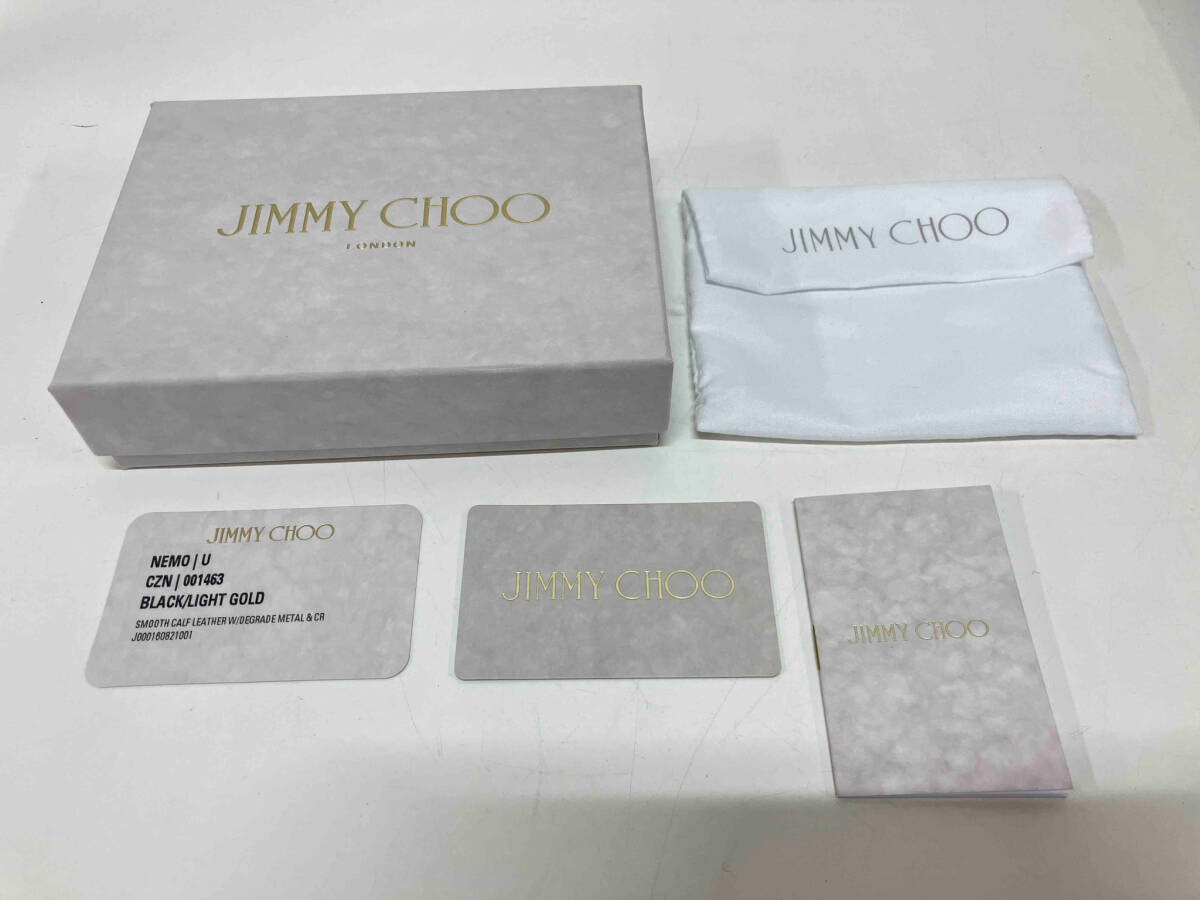 JIMMY CHOO
LONDON
JIMMY CHOO
JIMMY CHOO
NEMO | U
CZN | 001463
BLACK/LIGHT GOLD
SMOOTH CALF LEATHER W/DEGRADE METAL & CR
J000160821001
JIMMY CHOO
JIMMY CHOO